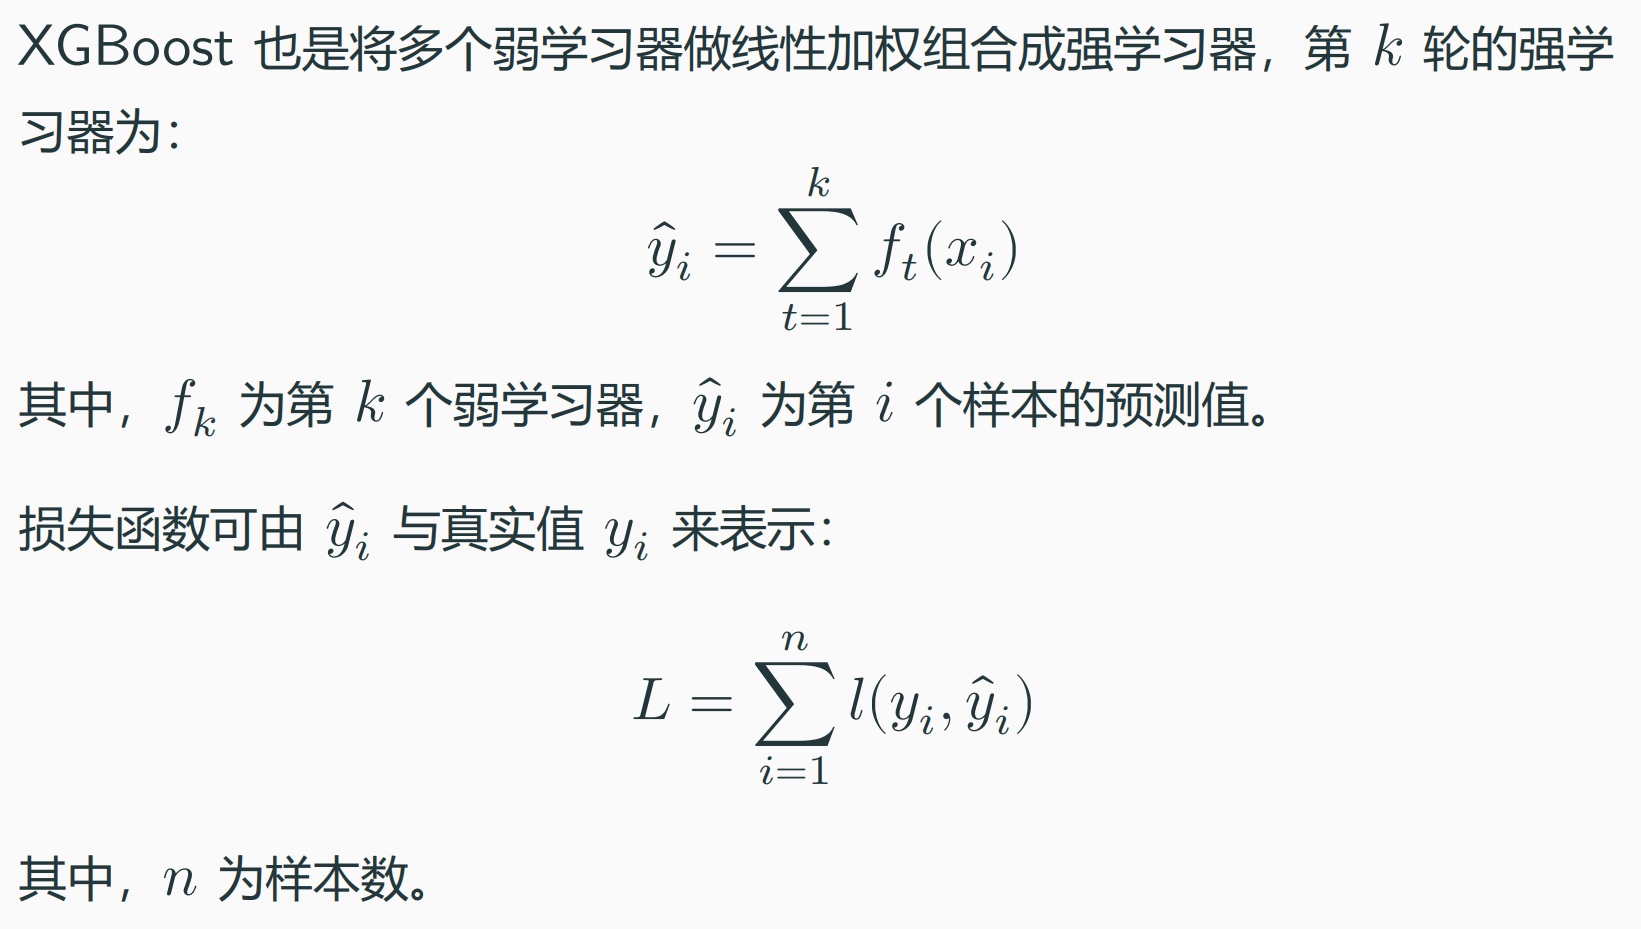 XGBoost 也是将多个弱学习器做线性加权组合成强学习器，第 k 轮的强学
习器为：
$$\hat{y}_i = \sum_{t=1}^{k} f_t(x_i)$$
其中，$f_k$ 为第 $k$ 个弱学习器，$\hat{y}_i$ 为第 $i$ 个样本的预测值。
损失函数可由 $\hat{y}_i$ 与真实值 $y_i$ 来表示：
$$L = \sum_{i=1}^{n} l(y_i, \hat{y}_i)$$
其中，$n$ 为样本数。